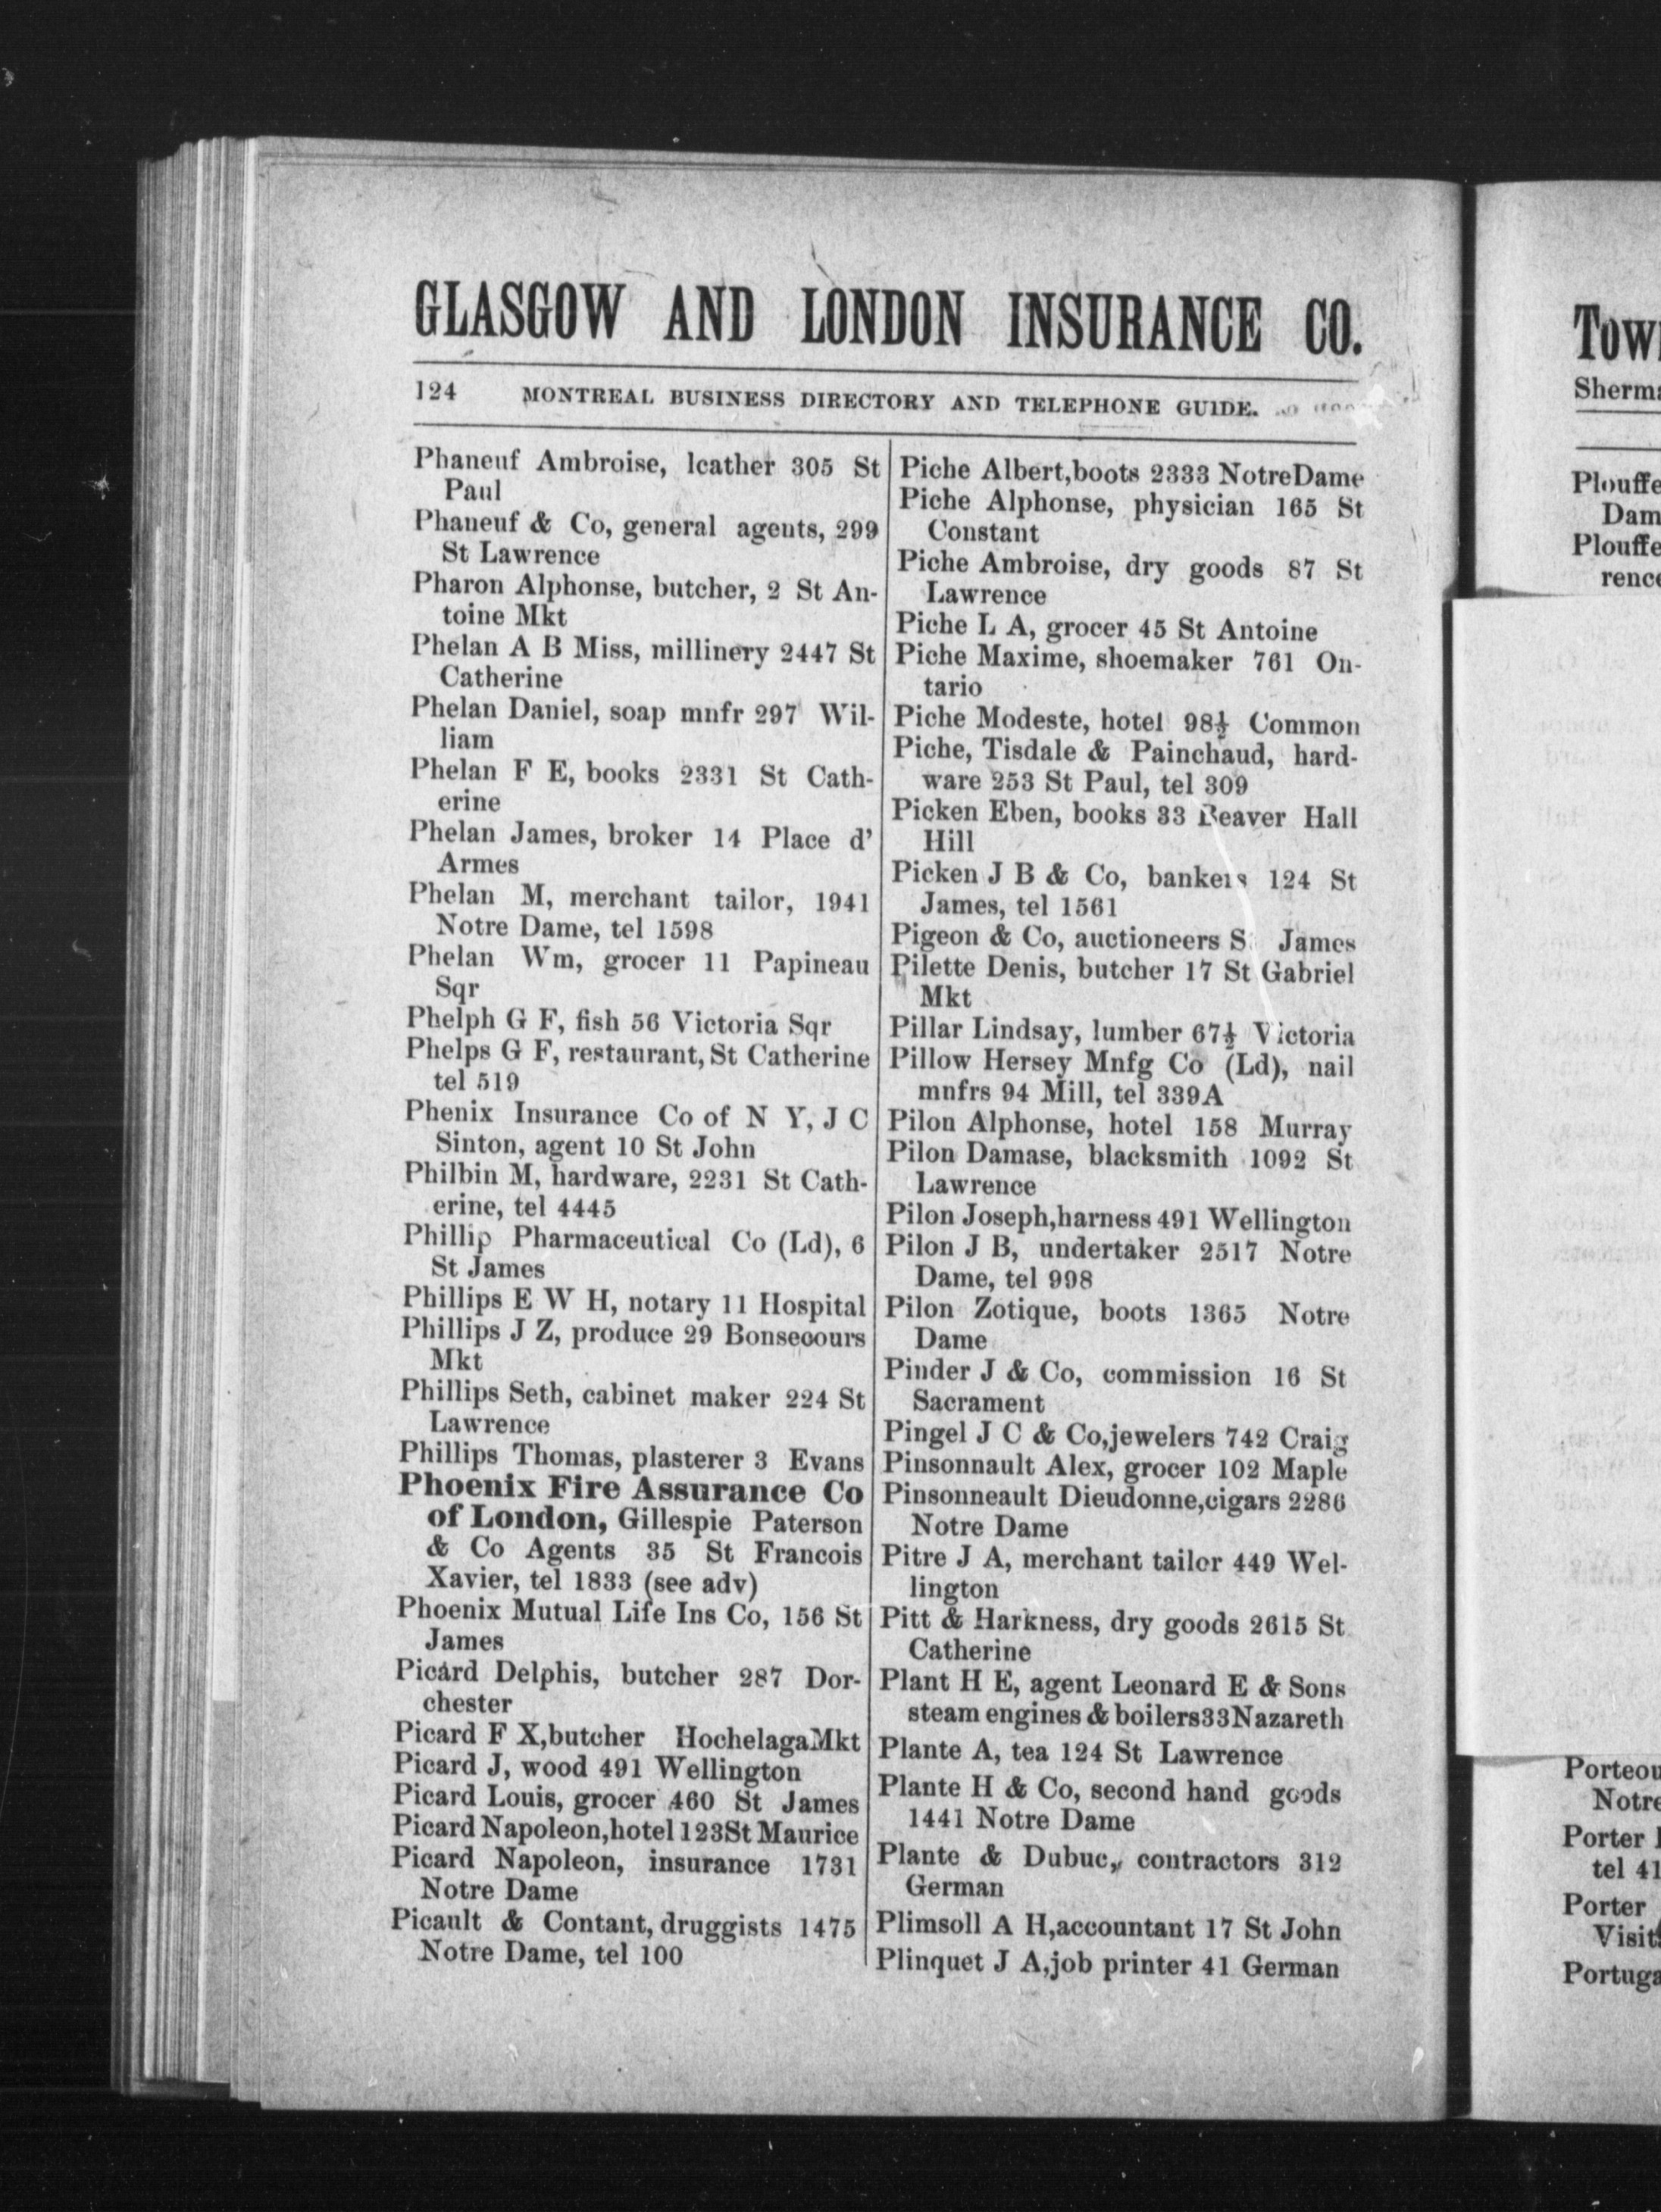 GLASGOW AND LONDON INSURANCE CO.
124 MONTREAL BUSINESS DIRECTORY AND TELEPHONE GUIDE.
Phaneuf Ambroise, leather 305 St
Paul
Phaneuf & Co, general agents, 299
St Lawrence
Pharon Alphonse, butcher, 2 St An-
toine Mkt
Phelan A B Miss, millinery 2447 St
Catherine
Phelan Daniel, soap mnfr 297 Wil-
liam
Phelan F E, books 2331 St Cath-
erine
Phelan James, broker 14 Place d'
Armes
Phelan M, merchant tailor, 1941
Notre Dame, tel 1598
Phelan Wm, grocer 11 Papineau
Sqr
Phelph G F, fish 56 Victoria Sqr
Phelps G F, restaurant, St Catherine
tel 519
Phenix Insurance Co of N Y, J C
Sinton, agent 10 St John
Philbin M, hardware, 2231 St Cath-
erine, tel 4445
Phillip Pharmaceutical Co (Ld), 6
St James
Phillips E W H, notary 11 Hospital
Phillips J Z, produce 29 Bonsecours
Mkt
Phillips Seth, cabinet maker 224 St
Lawrence
Phillips Thomas, plasterer 3 Evans
Phoenix Fire Assurance Co
of London, Gillespie Paterson
& Co Agents 35 St Francois
Xavier, tel 1833 (see adv)
Phoenix Mutual Life Ins Co, 156 St
James
Picard Delphis, butcher 287 Dor-
chester
Picard F X,butcher HochelagaMkt
Picard J, wood 491 Wellington
Picard Louis, grocer 460 St James
Picard Napoleon,hotel 123St Maurice
Picard Napoleon, insurance 1731
Notre Dame
Picault & Contant, druggists 1475
Notre Dame, tel 100
Piche Albert,boots 2333 NotreDame
Piche Alphonse, physician 165 St
Constant
Piche Ambroise, dry goods 87 St
Lawrence
Piche L A, grocer 45 St Antoine
Piche Maxime, shoemaker 761 On-
tario
Piche Modeste, hotel 98½ Common
Piche, Tisdale & Painchaud, hard-
ware 253 St Paul, tel 309
Picken Eben, books 33 Beaver Hall
Hill
Picken J B & Co, bankers 124 St
James, tel 1561
Pigeon & Co, auctioneers St James
Pilette Denis, butcher 17 St Gabriel
Mkt
Pillar Lindsay, lumber 67½ Victoria
Pillow Hersey Mnfg Co (Ld), nail
mnfrs 94 Mill, tel 339A
Pilon Alphonse, hotel 158 Murray
Pilon Damase, blacksmith 1092 St
Lawrence
Pilon Joseph,harness 491 Wellington
Pilon J B, undertaker 2517 Notre
Dame, tel 998
Pilon Zotique, boots 1365 Notre
Dame
Pinder J & Co, commission 16 St
Sacrament
Pingel J C & Co,jewelers 742 Craig
Pinsonnault Alex, grocer 102 Maple
Pinsonneault Dieudonne,cigars 2286
Notre Dame
Pitre J A, merchant tailor 449 Wel-
lington
Pitt & Harkness, dry goods 2615 St
Catherine
Plant H E, agent Leonard E & Sons
steam engines & boilers33Nazareth
Plante A, tea 124 St Lawrence
Plante H & Co, second hand goods
1441 Notre Dame
Plante & Dubuc, contractors 312
German
Plimsoll A H,accountant 17 St John
Plinquet J A,job printer 41 German
Town
Sherma
Plouffe
Dam
Plouffe
rence
Porteou
Notre
Porter
tel 41
Porter
Visit
Portuga